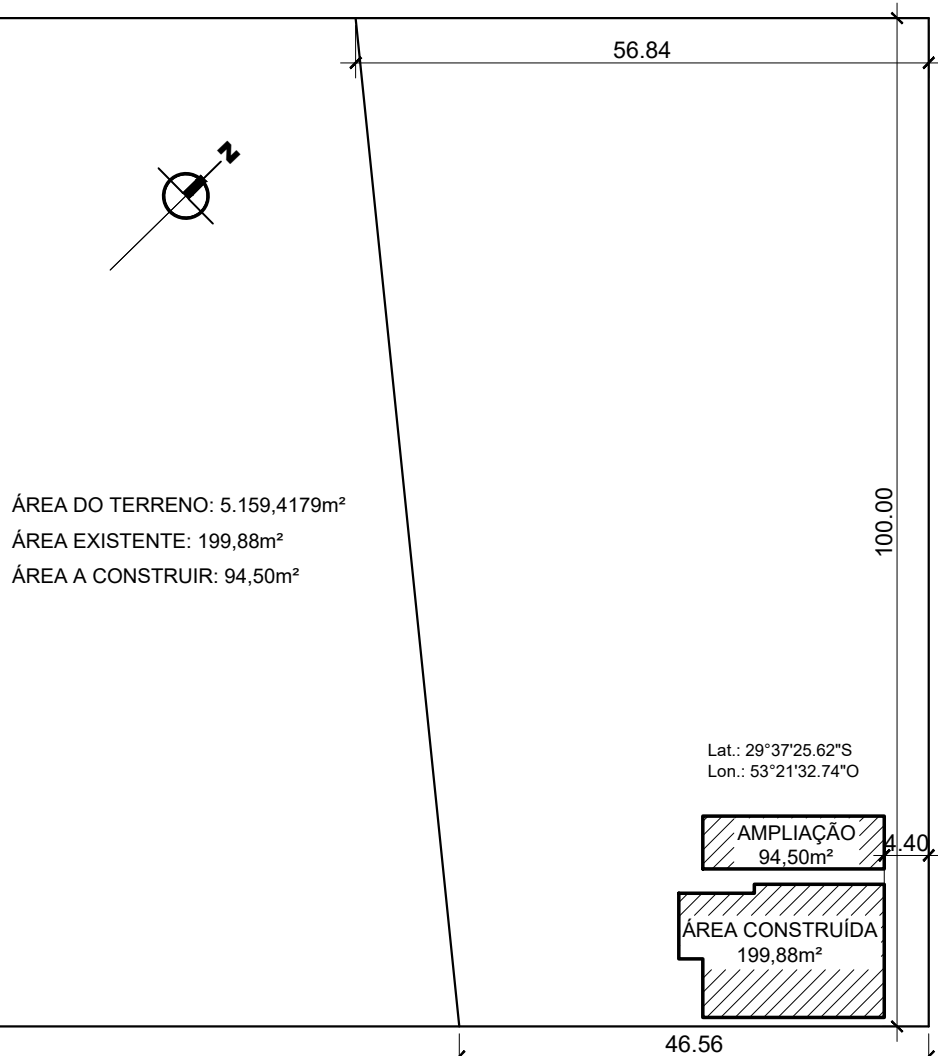 56.84
N
ÁREA DO TERRENO: 5.159,4179m²
ÁREA EXISTENTE: 199,88m²
ÁREA A CONSTRUIR: 94,50m²
100.00
Lat.: 29°37'25.62"S
Lon.: 53°21'32.74"O
AMPLIAÇÃO
94,50m²
4.40
ÁREA CONSTRUÍDA
199,88m²
46.56